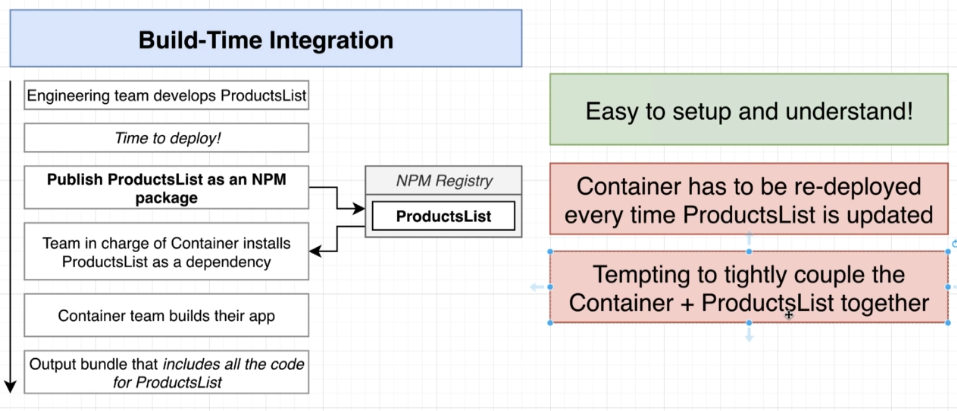 Build-Time Integration
Engineering team develops ProductsList
Time to deploy!
Publish ProductsList as an NPM
package
Team in charge of Container installs
ProductsList as a dependency
Container team builds their app
Output bundle that includes all the code
for ProductsList
NPM Registry
ProductsList
Easy to setup and understand!
Container has to be re-deployed
every time ProductsList is updated
Tempting to tightly couple the
Container + ProductsList together